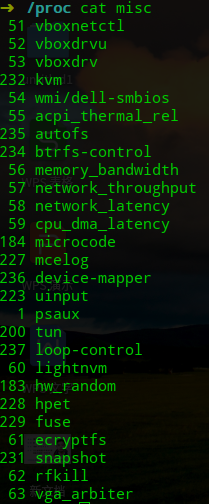 → /proc cat misc
51 vboxnetctl
52 vboxdrvu
53 vboxdrv
232 kvm
54 wmi/dell-smbios
55 acpi_thermal_rel
235 autofs
234 btrfs-control
56 memory_bandwidth
57 network_throughput
58 network_latency
59 cpu_dma_latency
184 microcode
227 mcelog
236 device-mapper
223 uinput
1 psaux
200 tun
237 loop-control
60 lightnvm
183 hw_random
228 hpet
229 fuse
61 ecryptfs
231 snapshot
62 rfkill
63 vga_arbiter